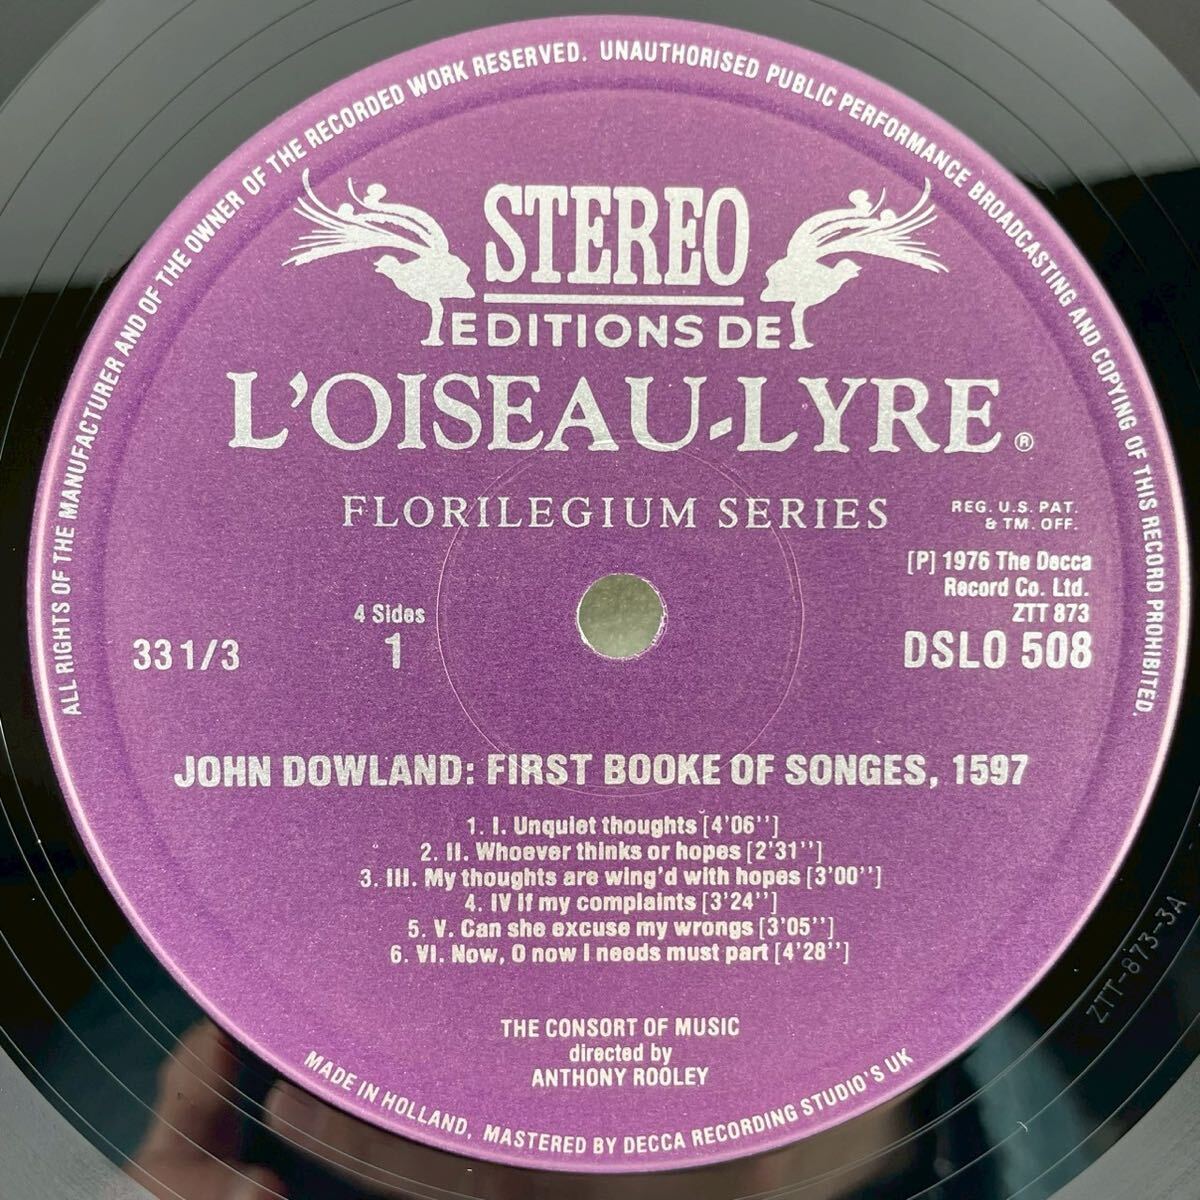 ALL RIGHTS OF THE MANUFACTURER AND OF THE OWNER OF THE RECORDED WORK RESERVED. UNAUTHORISED PUBLIC PERFORMANCE BROADCASTING AND COPYING OF THIS RECORD PROHIBITED.
STEREO
EDITIONS DE
L'OISEAU-LYRE®
FLORILEGIUM SERIES
REG. U.S. PAT.
& TM. OFF.
[P] 1976 The Decca
Record Co. Ltd.
ZTT 873
DSLO 508
4 Sides
1
33 1/3
JOHN DOWLAND: FIRST BOOKE OF SONGES, 1597
1. I. Unquiet thoughts [4'06'']
2. II. Whoever thinks or hopes [2'31'']
3. III. My thoughts are wing'd with hopes [3'00'']
4. IV If my complaints [3'24'']
5. V. Can she excuse my wrongs [3'05'']
6. VI. Now, O now I needs must part [4'28'']
THE CONSORT OF MUSIC
directed by
ANTHONY ROOLEY
MADE IN HOLLAND, MASTERED BY DECCA RECORDING STUDIO'S UK
ZTT-873-3A